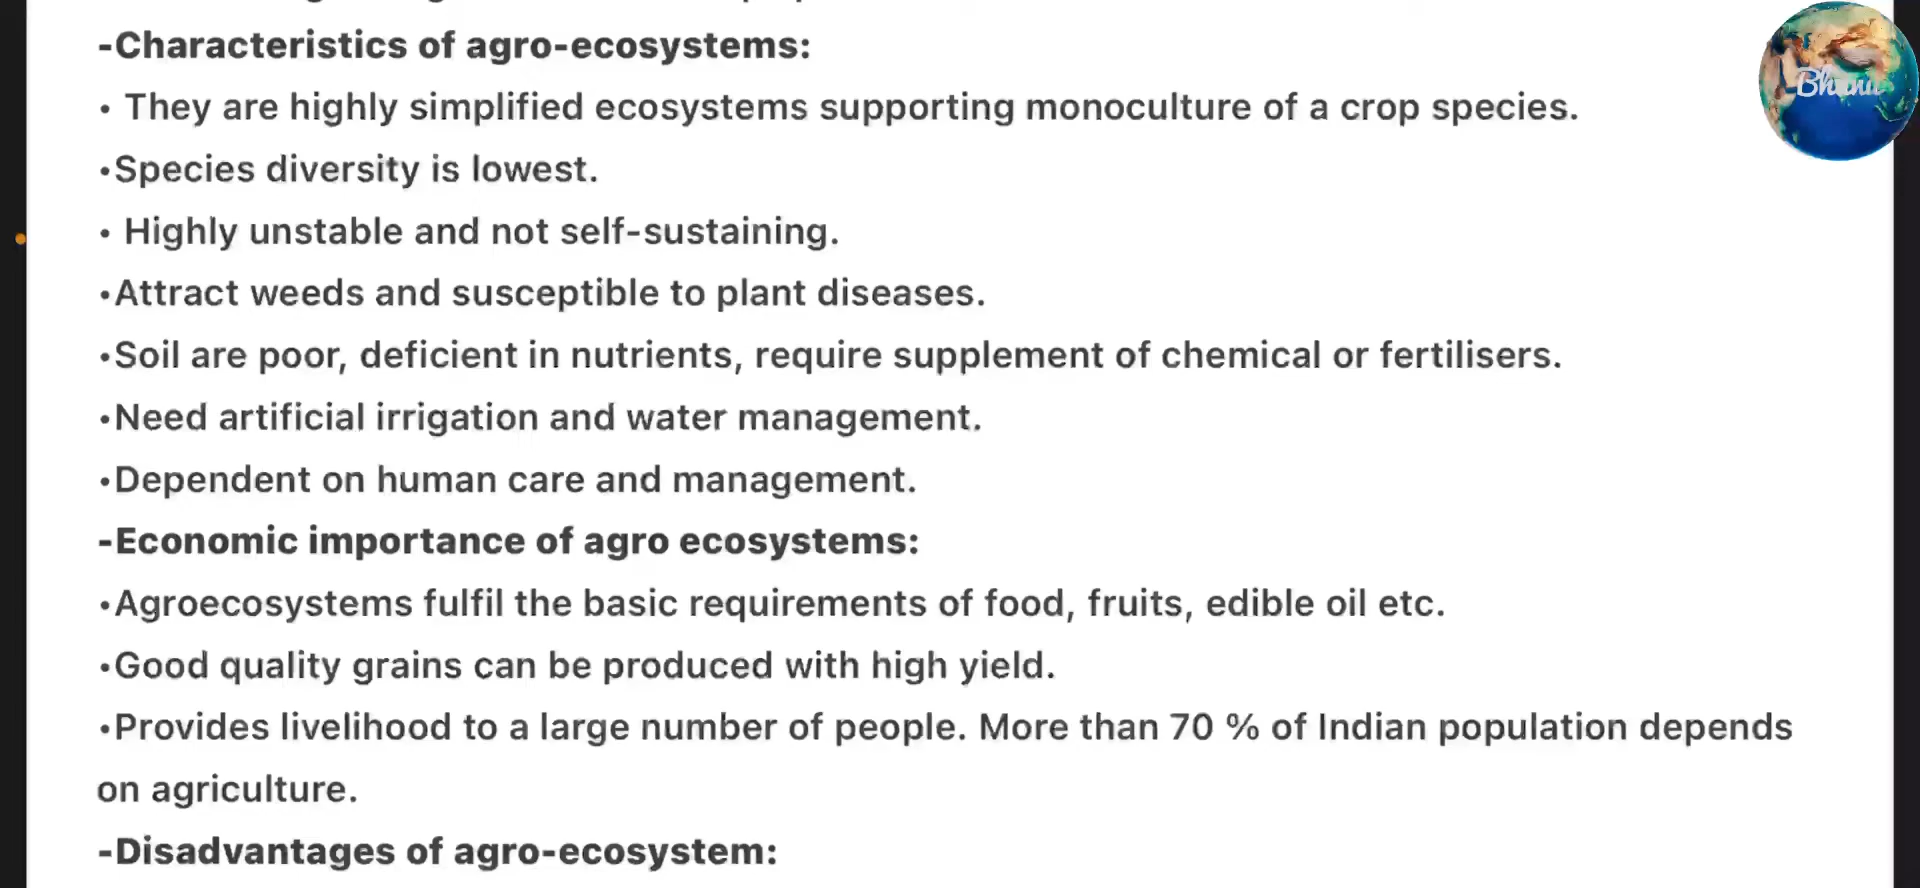 -Characteristics of agro-ecosystems:
• They are highly simplified ecosystems supporting monoculture of a crop species.
•Species diversity is lowest.
• Highly unstable and not self-sustaining.
•Attract weeds and susceptible to plant diseases.
•Soil are poor, deficient in nutrients, require supplement of chemical or fertilisers.
•Need artificial irrigation and water management.
•Dependent on human care and management.
-Economic importance of agro ecosystems:
•Agroecosystems fulfil the basic requirements of food, fruits, edible oil etc.
•Good quality grains can be produced with high yield.
•Provides livelihood to a large number of people. More than 70 % of Indian population depends
on agriculture.
-Disadvantages of agro-ecosystem: